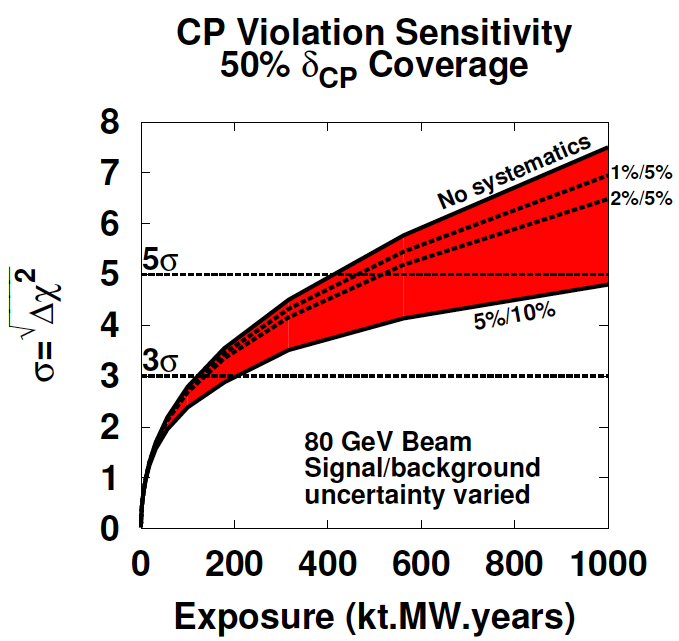 CP Violation Sensitivity
50% δCP Coverage
σ=√Δχ²
8
7
6
5
4
3
2
1
0
No systematics
1%/5%
2%/5%
5σ
5%/10%
3σ
80 GeV Beam
Signal/background
uncertainty varied
0 200 400 600 800 1000
Exposure (kt.MW.years)